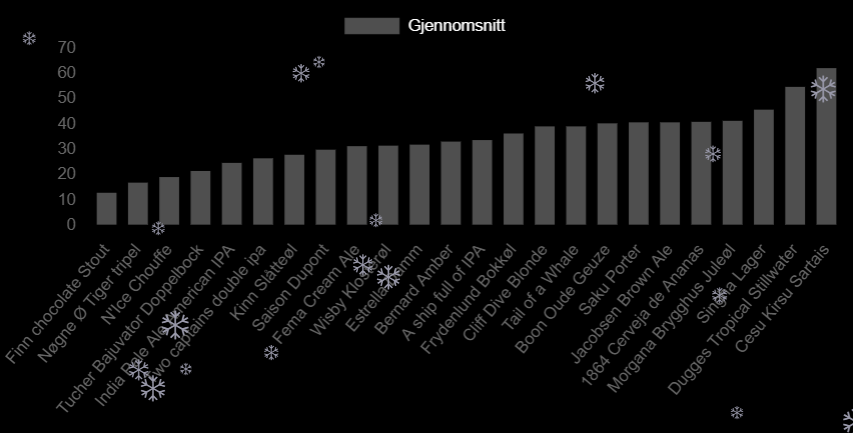 Gjennomsnitt
70
60
50
40
30
20
10
0
Finn chocolate Stout
Nøgne Ø Tiger tripel
N!ce Chouffe
Tucher Bajuvator Doppelbock
India Pale Ale American IPA
Two captains double ipa
Kinn Slåtteøl
Saison Dupont
Fema Cream Ale
Wisby Klosterøl
Estrella Damm
Bernard Amber
A ship full of IPA
Frydenlund Bokkøl
Cliff Dive Blonde
Tail of a Whale
Boon Oude Geuze
Saku Porter
Jacobsen Brown Ale
1864 Cerveja de Ananas
Morgana Brygghus Juleøl
Singha Lager
Dugges Tropical Stillwater
Cesu Kirsu Sartais